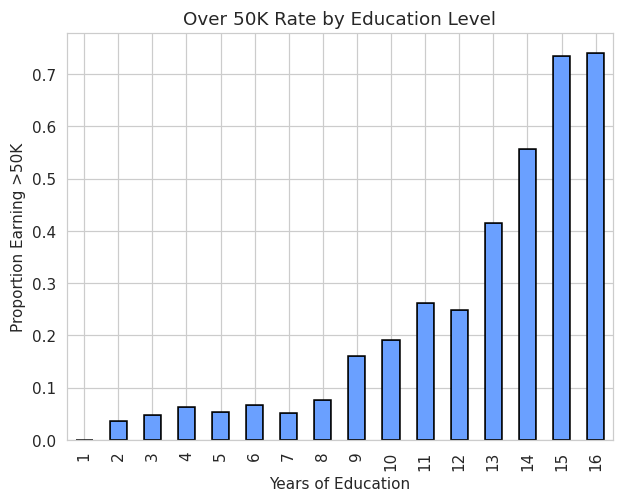 Over 50K Rate by Education Level
Proportion Earning >50K
0.7
0.6
0.5
0.4
0.3
0.2
0.1
0.0
1 2 3 4 5 6 7 8 9 10 11 12 13 14 15 16
Years of Education